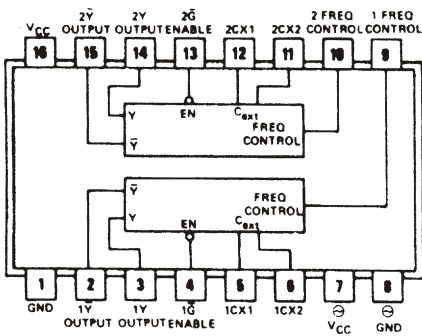 VCC
2Ȳ OUTPUT
2Y OUTPUT
2G̅ ENABLE
2CX1
2CX2
2 FREQ CONTROL
1 FREQ CONTROL
16 15 14 13 12 11 10 9
Y
Ȳ
EN
Cext
FREQ CONTROL
Ȳ
Y
EN
Cext
FREQ CONTROL
1 2 3 4 5 6 7 8
GND
1Ȳ OUTPUT
1Y OUTPUT
1G̅ ENABLE
1CX1
1CX2
⊖ VCC
⊖ GND